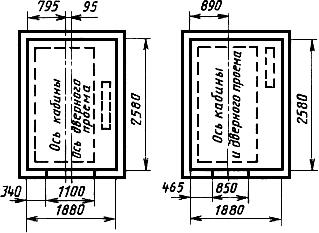 795 95
Ось кабины
Ось дверного
проема
2580
340 1100
1880
890
Ось кабины
и дверного проема
2580
465 850
1880